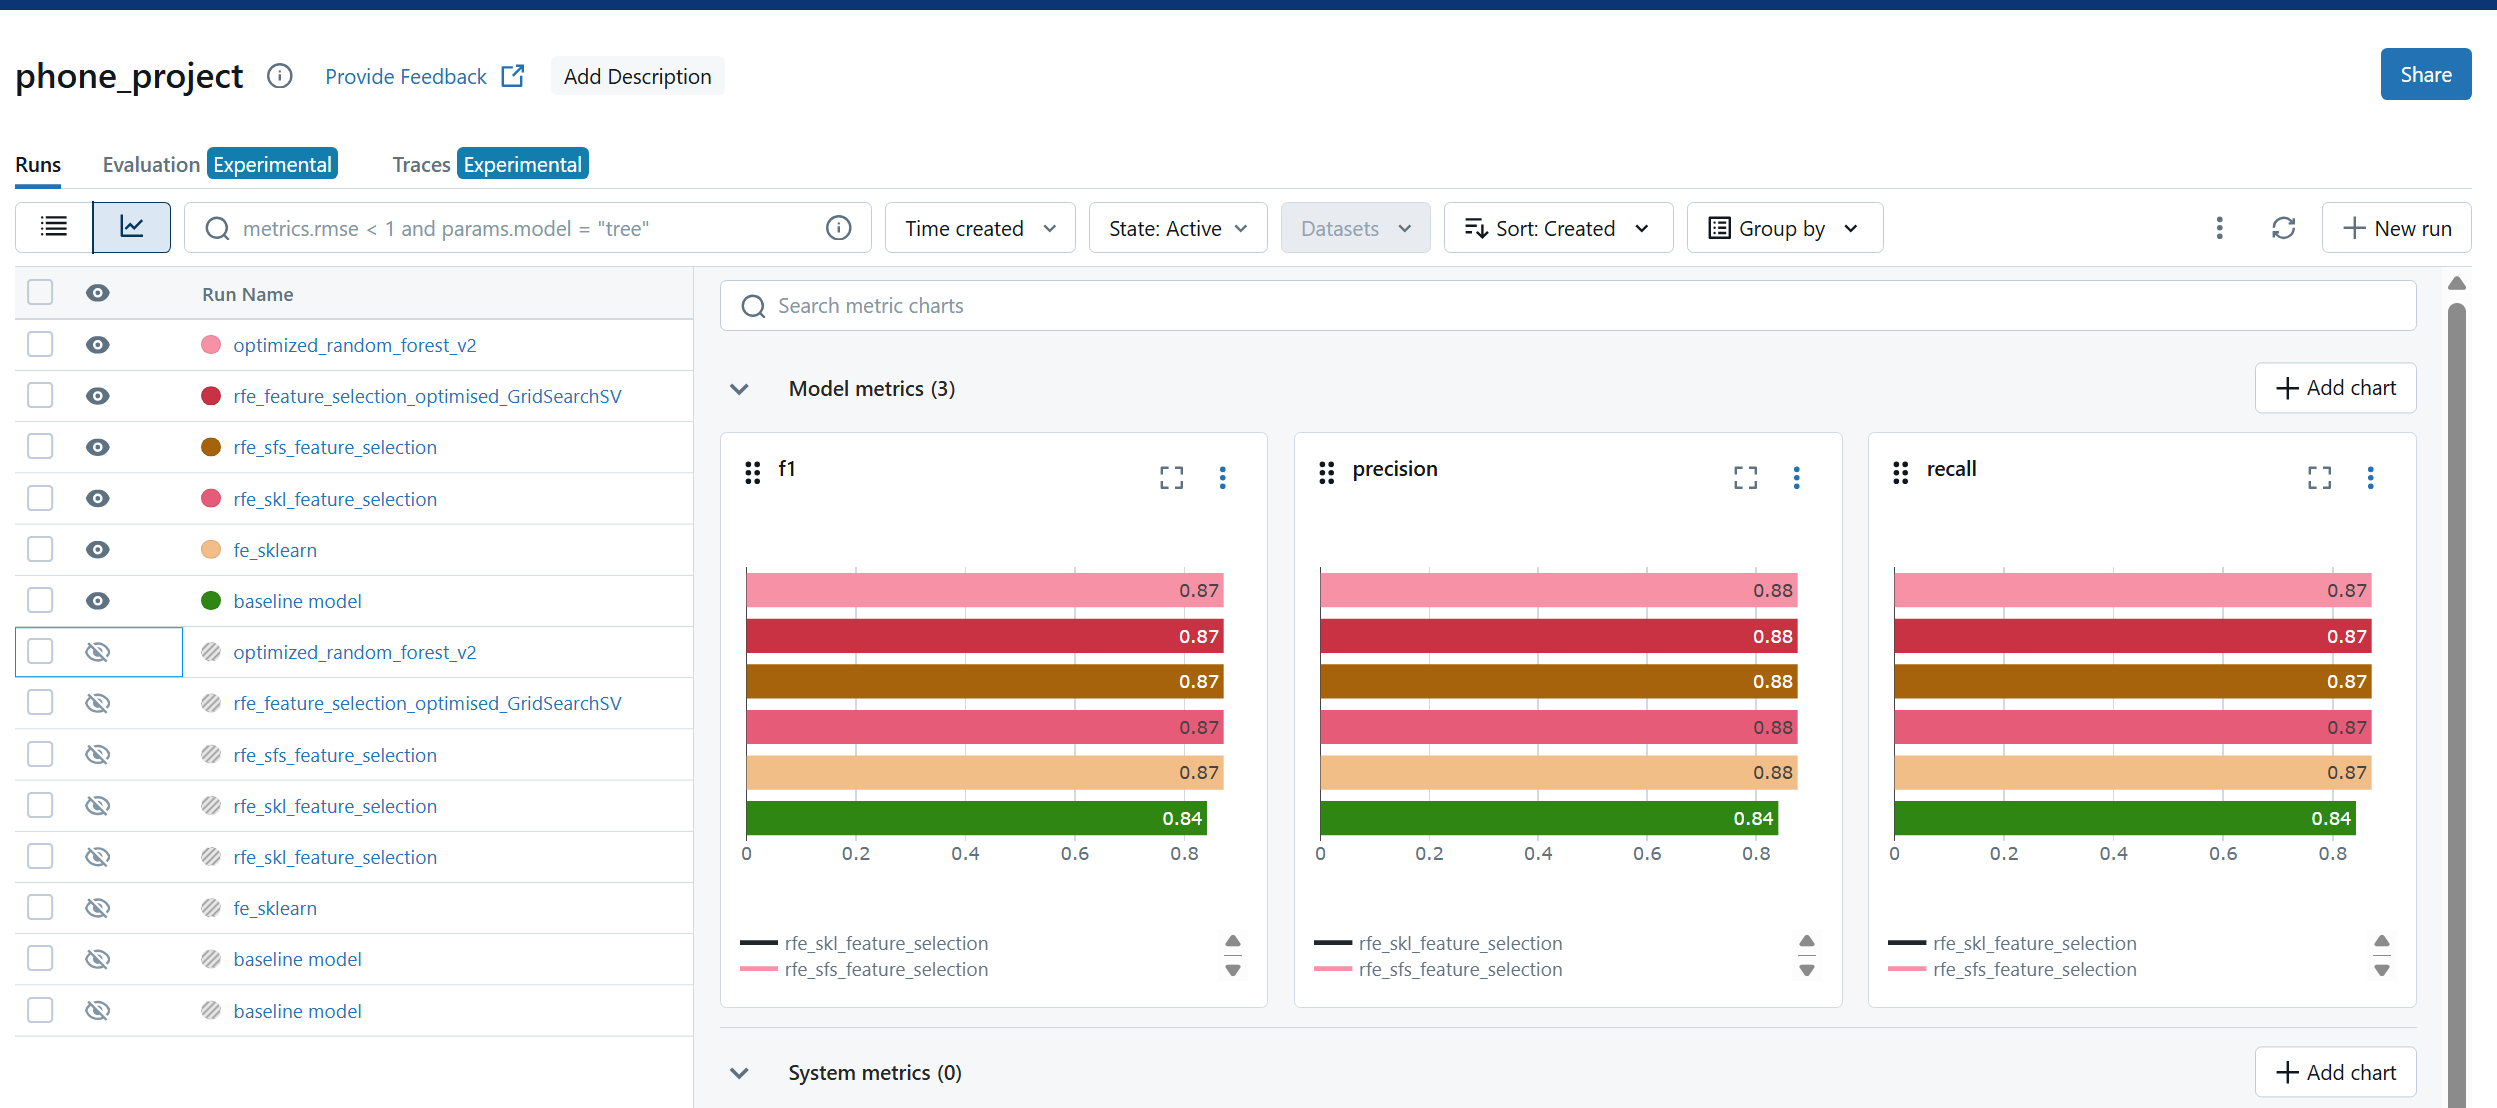 phone_project
Provide Feedback
Add Description
Share
Runs
Evaluation Experimental
Traces Experimental
metrics.rmse < 1 and params.model = "tree"
Time created
State: Active
Datasets
Sort: Created
Group by
New run
Run Name
optimized_random_forest_v2
rfe_feature_selection_optimised_GridSearchSV
rfe_sfs_feature_selection
rfe_skl_feature_selection
fe_sklearn
baseline model
optimized_random_forest_v2
rfe_feature_selection_optimised_GridSearchSV
rfe_sfs_feature_selection
rfe_skl_feature_selection
rfe_skl_feature_selection
fe_sklearn
baseline model
baseline model
Search metric charts
Model metrics (3)
Add chart
f1
0.87
0.87
0.87
0.87
0.87
0.84
0 0.2 0.4 0.6 0.8
rfe_skl_feature_selection
rfe_sfs_feature_selection
precision
0.88
0.88
0.88
0.88
0.88
0.84
0 0.2 0.4 0.6 0.8
rfe_skl_feature_selection
rfe_sfs_feature_selection
recall
0.87
0.87
0.87
0.87
0.87
0.84
0 0.2 0.4 0.6 0.8
rfe_skl_feature_selection
rfe_sfs_feature_selection
System metrics (0)
Add chart